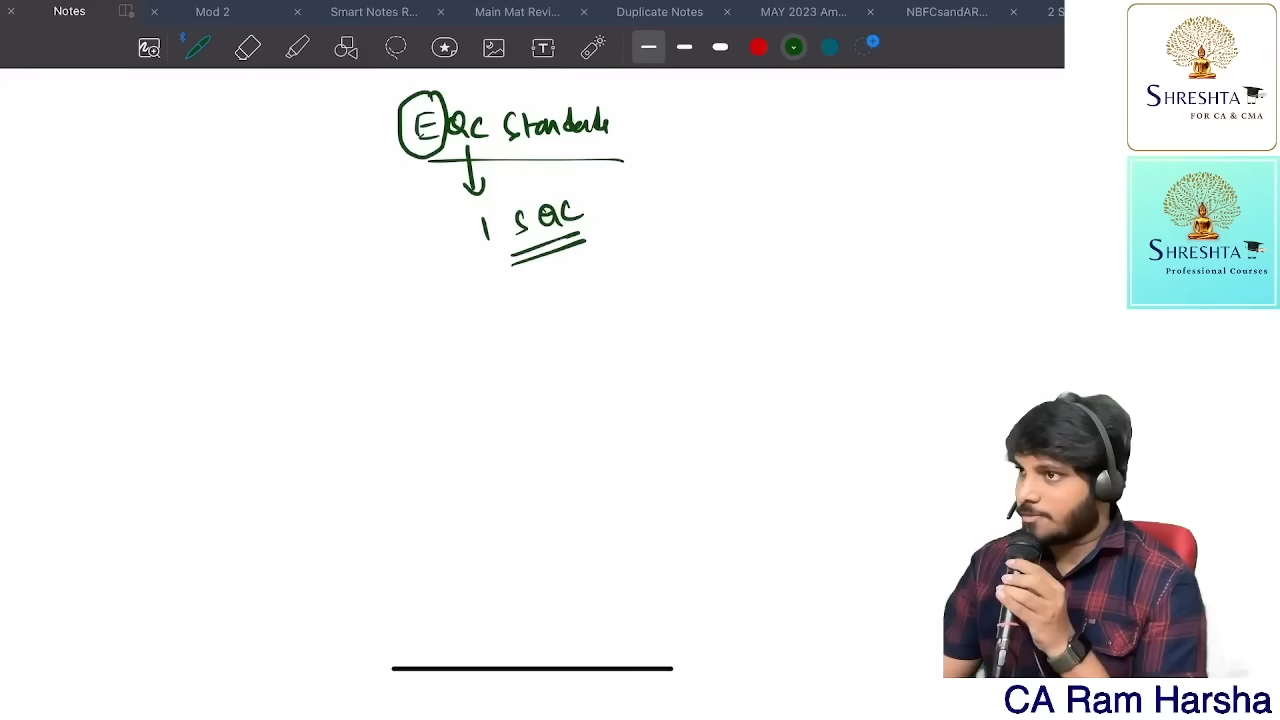 Notes Mod 2 Smart Notes R... Main Mat Revi... Duplicate Notes MAY 2023 Am... NBFCsandAR... 2 S
T
EQC Standards
1 SQC
SHRESHTA
FOR CA & CMA
SHRESHTA
Professional Courses
CA Ram Harsha